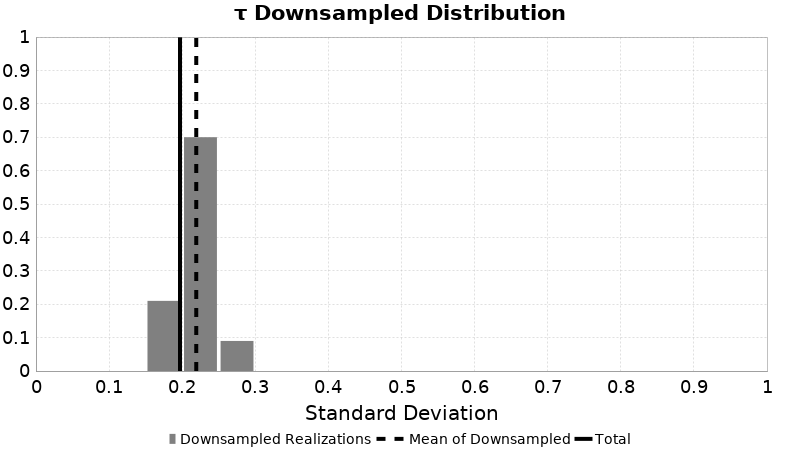 τ Downsampled Distribution
1
0.9
0.8
0.7
0.6
0.5
0.4
0.3
0.2
0.1
0
0 0.1 0.2 0.3 0.4 0.5 0.6 0.7 0.8 0.9 1
Standard Deviation
Downsampled Realizations Mean of Downsampled Total